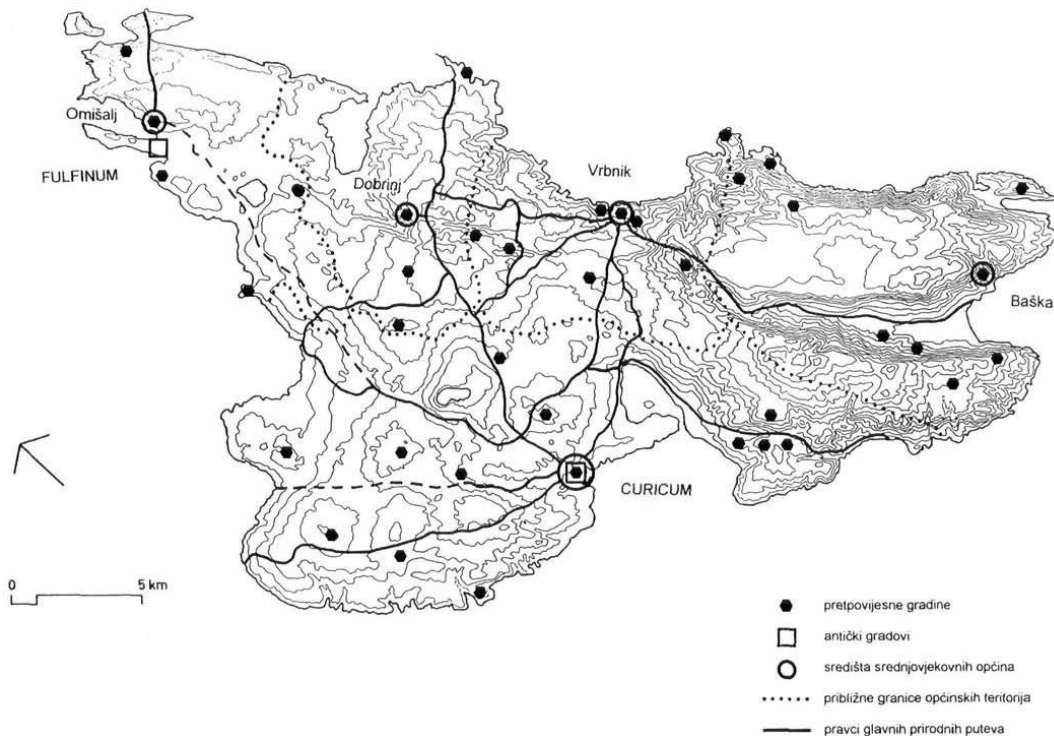 Omišalj
FULFINUM
Dobrinj
Vrbnik
Baška
CURICUM
0 5 km
pretpovijesne gradine
antički gradovi
središta srednjovjekovnih općina
približne granice općinskih teritorija
pravci glavnih prirodnih puteva